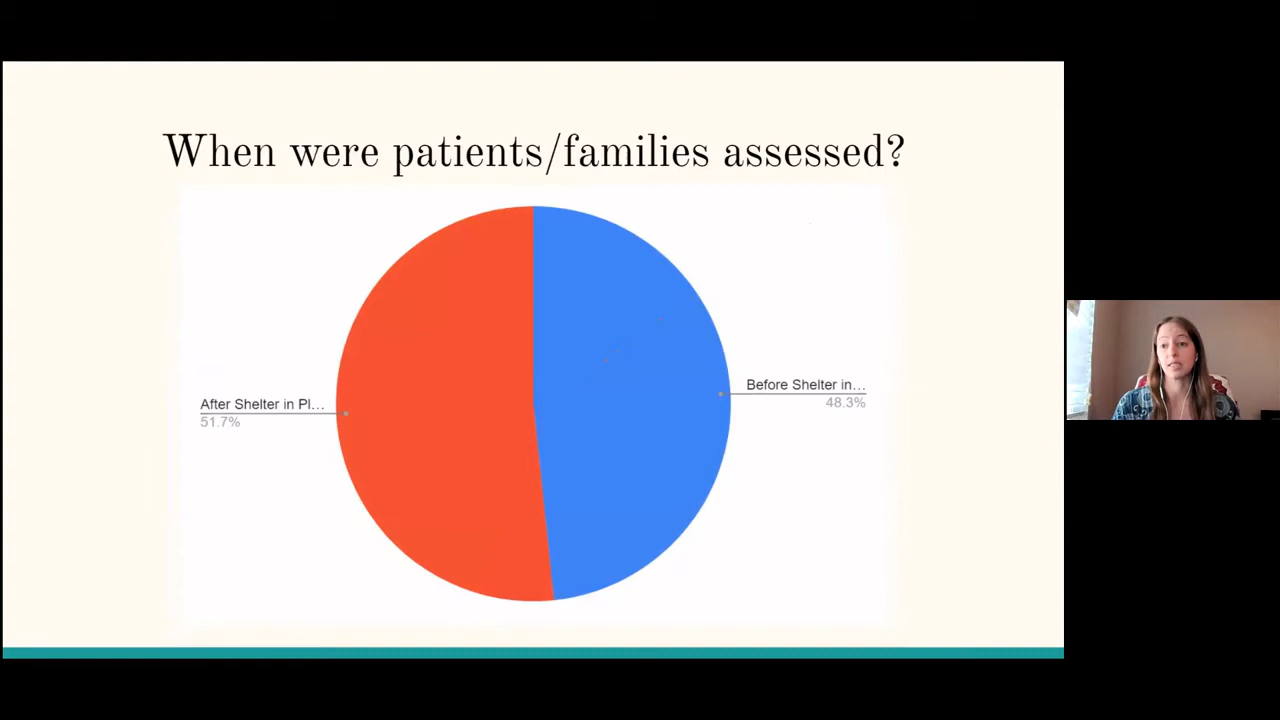 When were patients/families assessed?
Before Shelter in…
48.3%
After Shelter in Pl…
51.7%